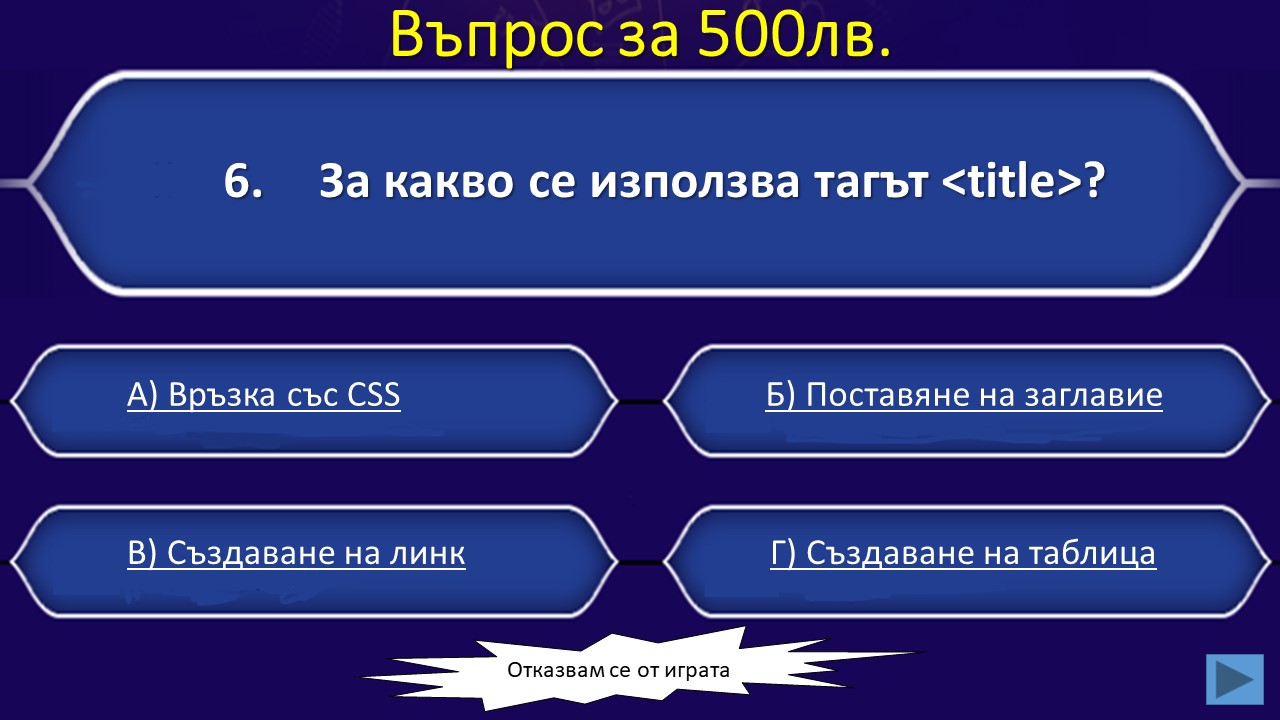 Въпрос за 500лв.
6. За какво се използва тагът <title>?
А) Връзка със CSS
Б) Поставяне на заглавие
В) Създаване на линк
Г) Създаване на таблица
Отказвам се от играта